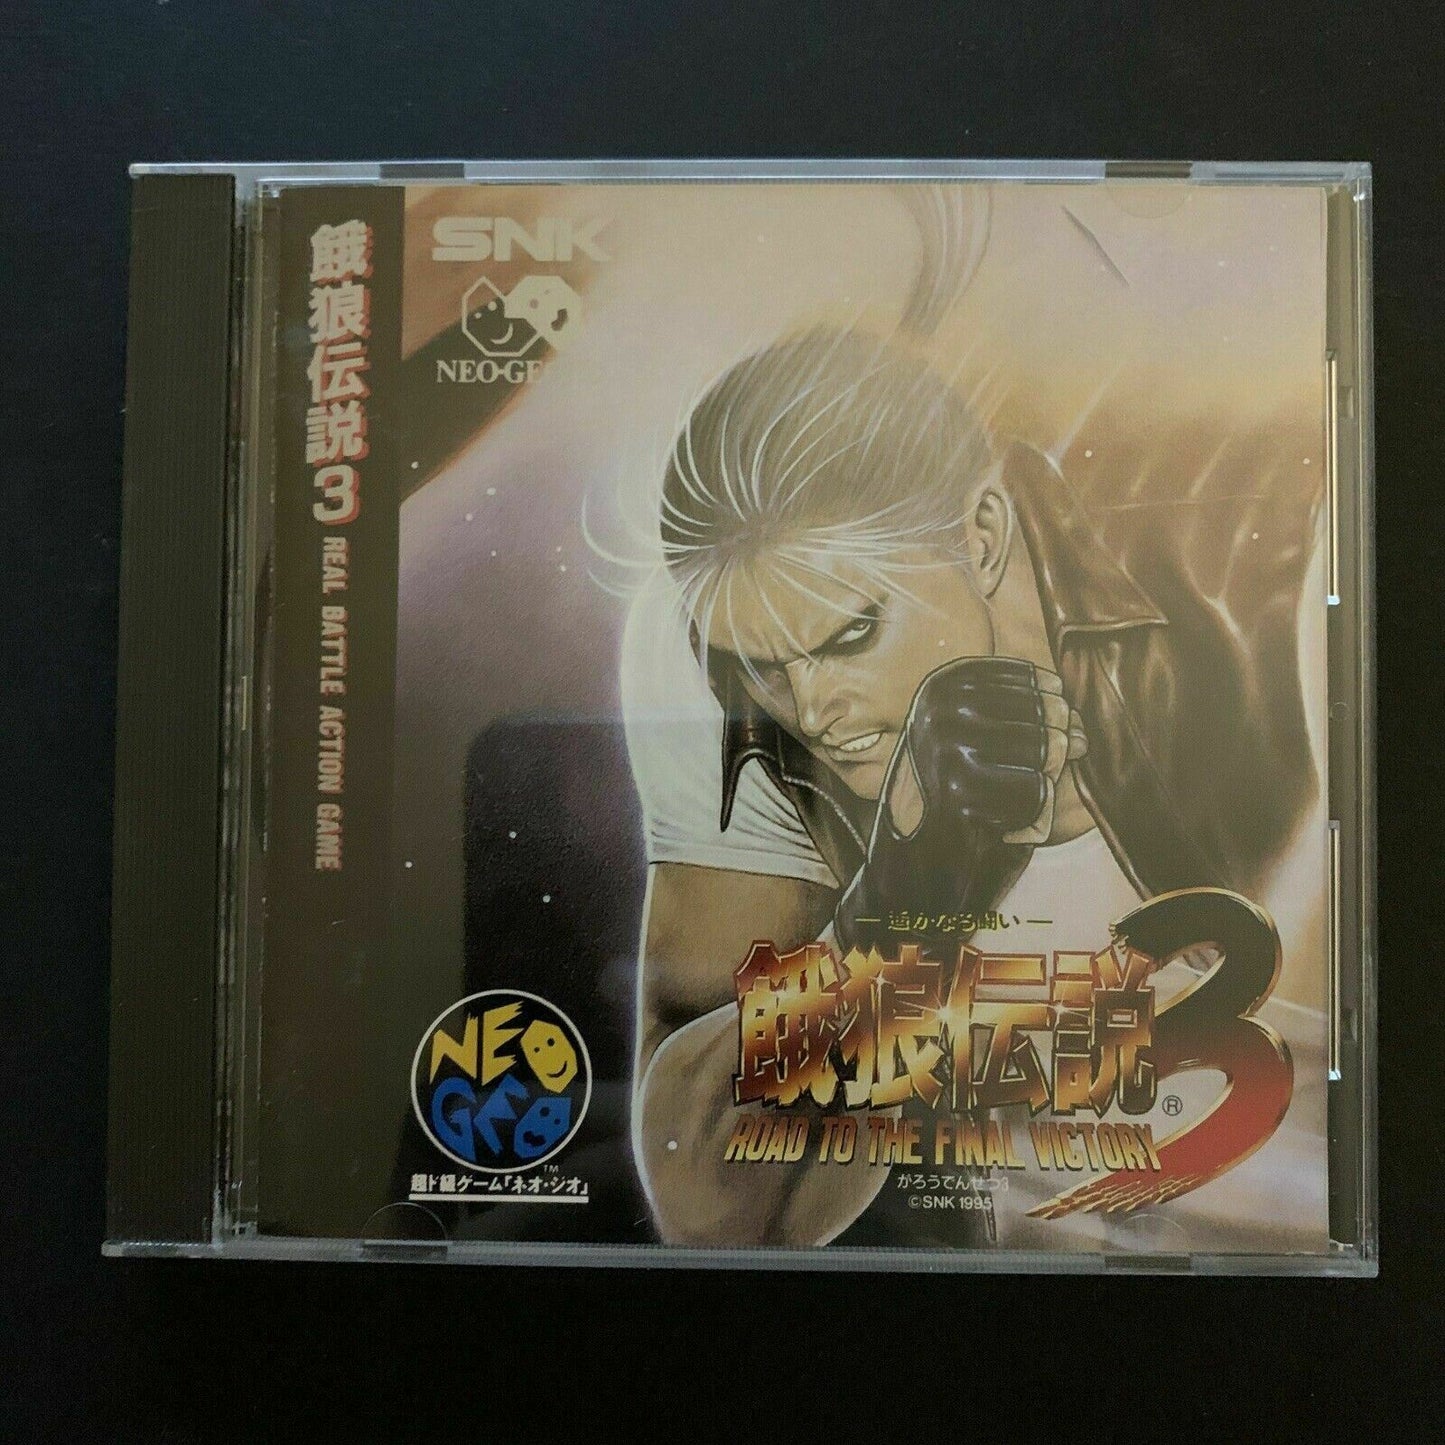 餓狼伝説3 REAL BATTLE ACTION GAME
SNK
NEO·GE
NEO
GEO
™
超ド級ゲーム「ネオ・ジオ」
— 遥かなる闘い —
餓狼伝説3
®
ROAD TO THE FINAL VICTORY
がろうでんせつ3
©SNK 1995